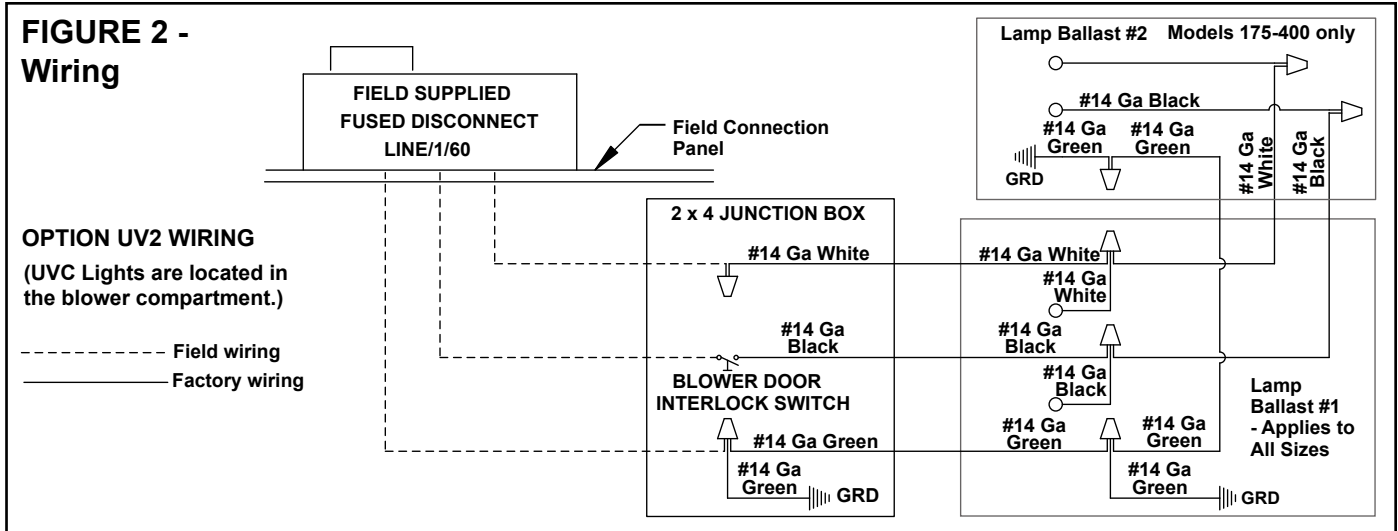 FIGURE 2 -
Wiring
FIELD SUPPLIED
FUSED DISCONNECT
LINE/1/60
Field Connection
Panel
OPTION UV2 WIRING
(UVC Lights are located in
the blower compartment.)
Field wiring
Factory wiring
2 x 4 JUNCTION BOX
#14 Ga White
#14 Ga
Black
BLOWER DOOR
INTERLOCK SWITCH
#14 Ga Green
#14 Ga
Green
GRD
Lamp Ballast #2
Models 175-400 only
#14 Ga Black
#14 Ga
Green
#14 Ga
Green
GRD
#14 Ga
White
#14 Ga
Black
#14 Ga White
#14 Ga
White
#14 Ga
Black
#14 Ga
Black
#14 Ga
Green
#14 Ga
Green
#14 Ga
Green
GRD
Lamp
Ballast #1
- Applies to
All Sizes